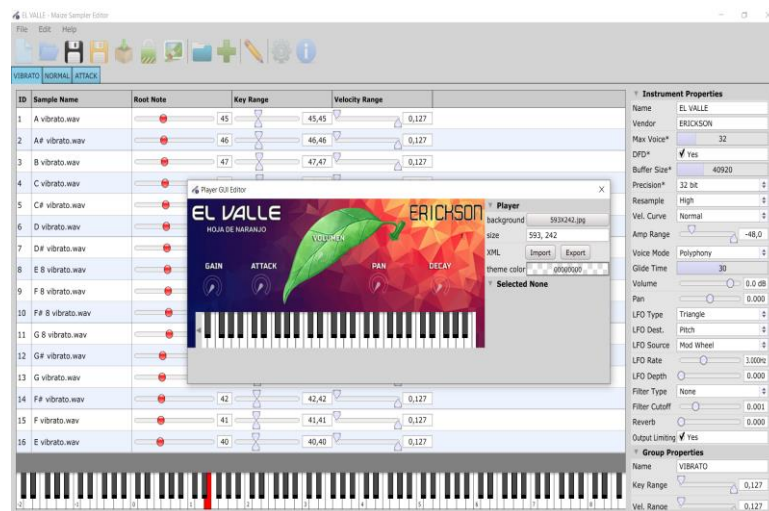 EL VALLE - Maize Sampler Editor
File Edit Help
VIBRATO NORMAL ATTACK
ID Sample Name Root Note Key Range Velocity Range
1 A vibrato.wav 45 45,45 0,127
2 A# vibrato.wav 46 46,46 0,127
3 B vibrato.wav 47 47,47 0,127
4 C vibrato.wav
5 C# vibrato.wav
6 D vibrato.wav
7 D# vibrato.wav
8 E 8 vibrato.wav
9 F 8 vibrato.wav
10 F# 8 vibrato.wav
11 G 8 vibrato.wav
12 G# vibrato.wav
13 G vibrato.wav
14 F# vibrato.wav 42 42,42 0,127
15 F vibrato.wav 41 41,41 0,127
16 E vibrato.wav 40 40,40 0,127
Player GUI Editor X
EL VALLE
HOJA DE NARANJO
ERICKSON
VOLUMEN
GAIN ATTACK PAN DECAY
Player
background 593X242.jpg
size 593, 242
XML Import Export
theme color 00000000
Selected None
Instrument Properties
Name EL VALLE
Vendor ERICKSON
Max Voice* 32
DFD* Yes
Buffer Size* 40920
Precision* 32 bit
Resample High
Vel. Curve Normal
Amp Range -48,0
Voice Mode Polyphony
Glide Time 30
Volume 0.0 dB
Pan 0.000
LFO Type Triangle
LFO Dest. Pitch
LFO Source Mod Wheel
LFO Rate 3.000Hz
LFO Depth 0.000
Filter Type None
Filter Cutoff 0.001
Reverb 0.000
Output Limiting Yes
Group Properties
Name VIBRATO
Key Range 0,127
Vel. Range 0,127
-2 -1 0 1 2 3 4 5 6 7 8